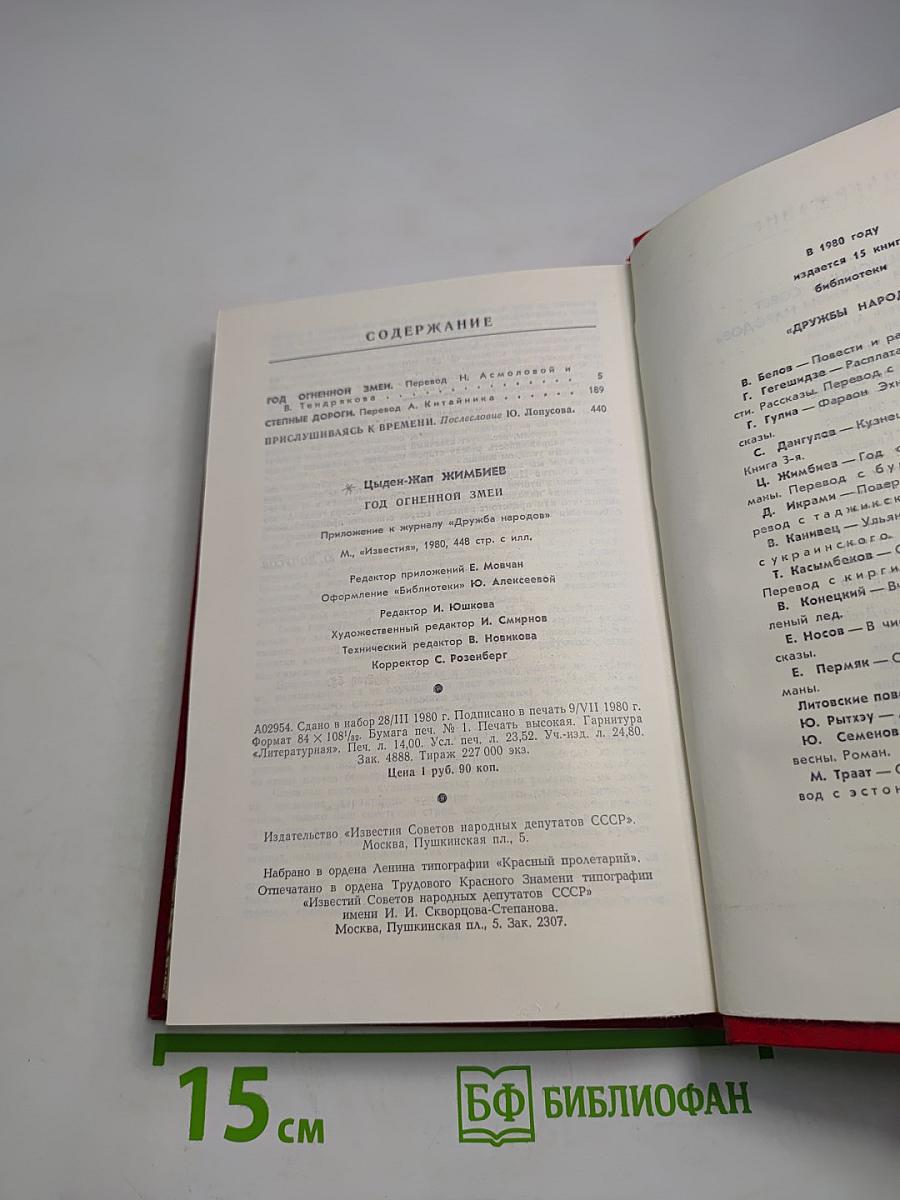 СОДЕРЖАНИЕ
ГОД ОГНЕННОЙ ЗМЕИ. Перевод Н. Асмоловой и
В. Тендрякова . . . . . . . . . . . . . . 5
СТЕПНЫЕ ДОРОГИ. Перевод А. Китайника . . . . . . 189
ПРИСЛУШИВАЯСЬ К ВРЕМЕНИ. Послесловие Ю. Лопусова. 440
Цыден-Жап ЖИМБИЕВ
ГОД ОГНЕННОЙ ЗМЕИ
Приложение к журналу «Дружба народов»
М., «Известия», 1980, 448 стр. с илл.
Редактор приложений Е. Мовчан
Оформление «Библиотеки» Ю. Алексеевой
Редактор И. Юшкова
Художественный редактор И. Смирнов
Технический редактор В. Новикова
Корректор С. Розенберг
А02954. Сдано в набор 28/III 1980 г. Подписано в печать 9/VII 1980 г.
Формат 84 × 108¹/₃₂. Бумага печ. № 1. Печать высокая. Гарнитура
«Литературная». Печ. л. 14,00. Усл. печ. л. 23,52. Уч.-изд. л. 24,80.
Зак. 4888. Тираж 227 000 экз.
Цена 1 руб. 90 коп.
Издательство «Известия Советов народных депутатов СССР».
Москва, Пушкинская пл., 5.
Набрано в ордена Ленина типографии «Красный пролетарий».
Отпечатано в ордена Трудового Красного Знамени типографии
«Известий Советов народных депутатов СССР»
имени И. И. Скворцова-Степанова.
Москва, Пушкинская пл., 5. Зак. 2307.
В 1980 году
издается 15 книг
библиотеки
«ДРУЖБЫ НАРОД
В. Белов — Повести и ра
Г. Гегешидзе — Расплата
сти. Рассказы. Перевод с
Г. Гулиа — Фараон Эхн
сказы.
С. Дангулов — Кузнец
Книга 3-я.
Ц. Жимбиев — Год о
маны. Перевод с бу
Д. Икрами — Повер
ревод с таджикск
В. Канивец — Ульян
с украинского.
Т. Касымбеков — С
Перевод с кирги
В. Конецкий — Вч
леный лед.
Е. Носов — В чис
сказы.
Е. Пермяк — С
маны.
Литовские пове
Ю. Рытхэу —
Ю. Семенов
весны. Роман.
М. Траат — С
вод с эстон
15 см
БФ БИБЛИОФАН